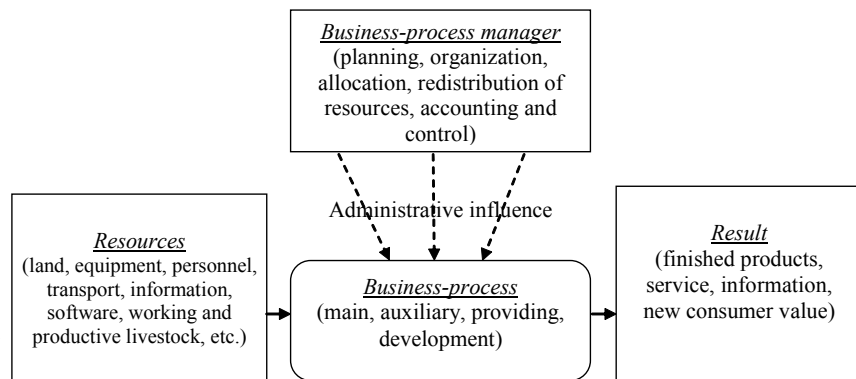 Business-process manager
(planning, organization,
allocation, redistribution of
resources, accounting and
control)
Administrative influence
Resources
(land, equipment, personnel,
transport, information,
software, working and
productive livestock, etc.)
Business-process
(main, auxiliary, providing,
development)
Result
(finished products,
service, information,
new consumer value)